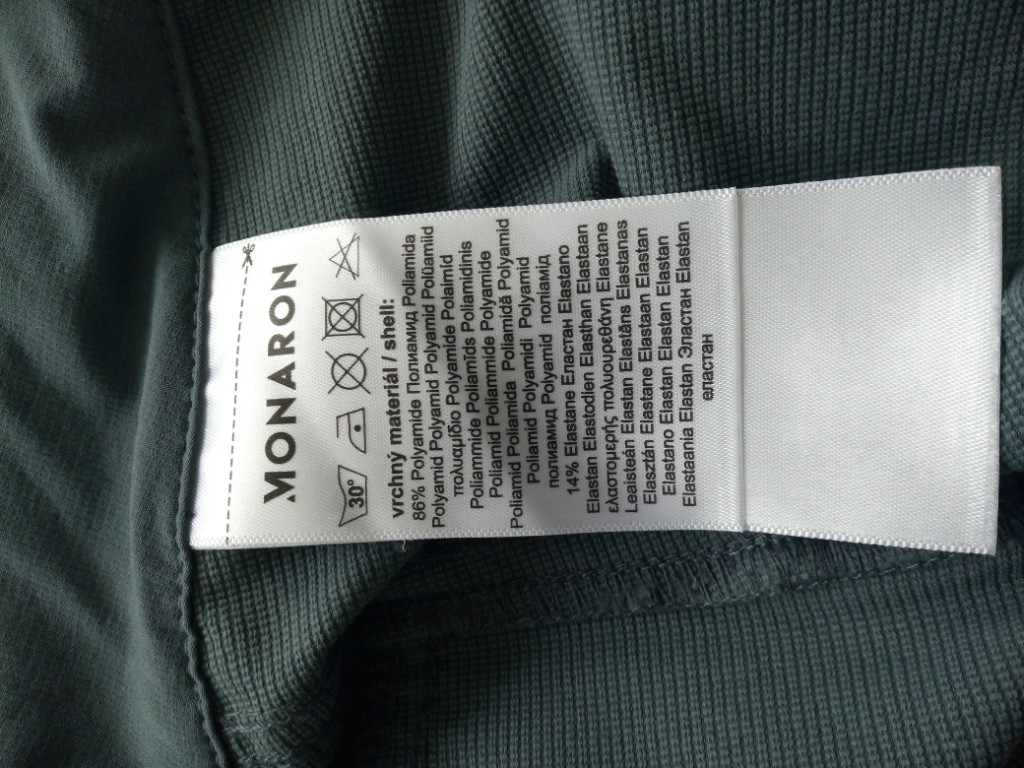 MONARON
30°
vrchný materiál / shell:
86% Polyamide Полиамид Poliamida
Polyamid Polyamid Polyamid Polüamiid
πολυαμίδιο Polyamide Polaimíd
Poliammide Poliamīds Poliamidinis
Poliamid Poliammide Polyamide
Poliamid Poliamida Poliamidă Polyamid
Poliamid Polyamidi Polyamid
полиамид Polyamid поліамід
14% Elastane Еластан Elastano
Elastan Elastodien Elasthan Elastaan
ελαστομερής πολυουρεθάνη Elastane
Leaisteán Elastan Elastāns Elastanas
Elasztán Elastane Elastaan Elastan
Elastano Elastan Elastan Elastan
Elastaania Elastan Эластан Elastan
еластан